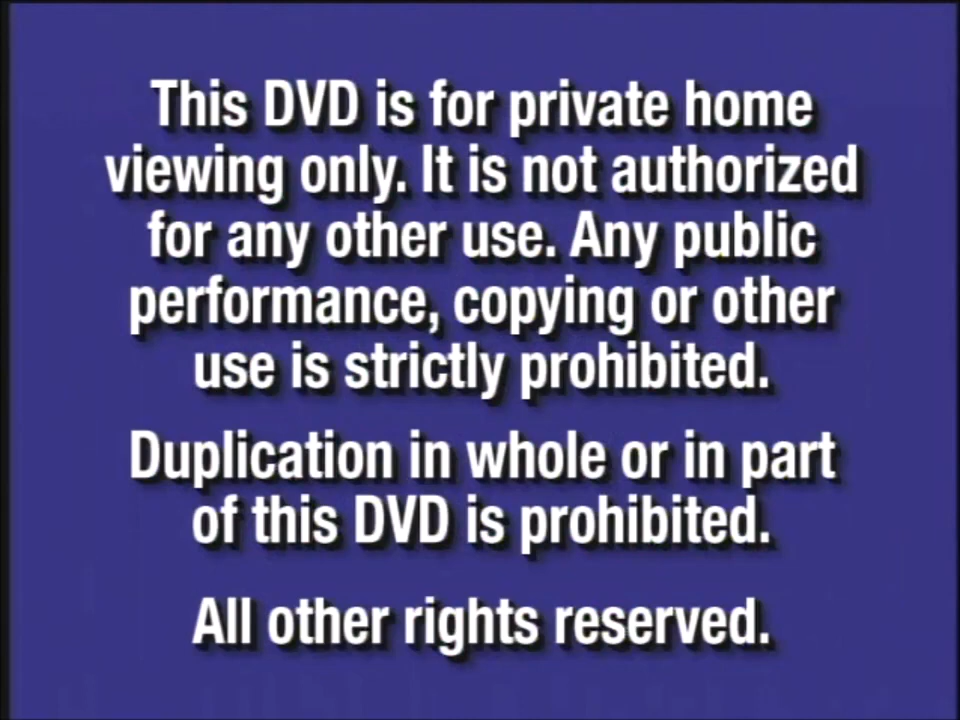 This DVD is for private home
viewing only. It is not authorized
for any other use. Any public
performance, copying or other
use is strictly prohibited.
Duplication in whole or in part
of this DVD is prohibited.
All other rights reserved.